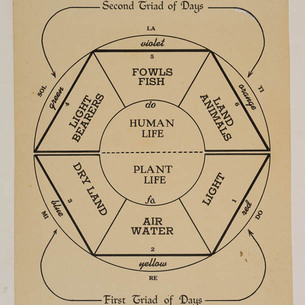 Second Triad of Days
LA
violet
5
FOWLS
FISH
SOL
green
4
LIGHT
BEARERS
TI
orange
6
LAND
ANIMALS
do
HUMAN
LIFE
PLANT
LIFE
fa
DRY LAND
3
blue
MI
LIGHT
1
red
DO
AIR
WATER
2
yellow
RE
First Triad of Days